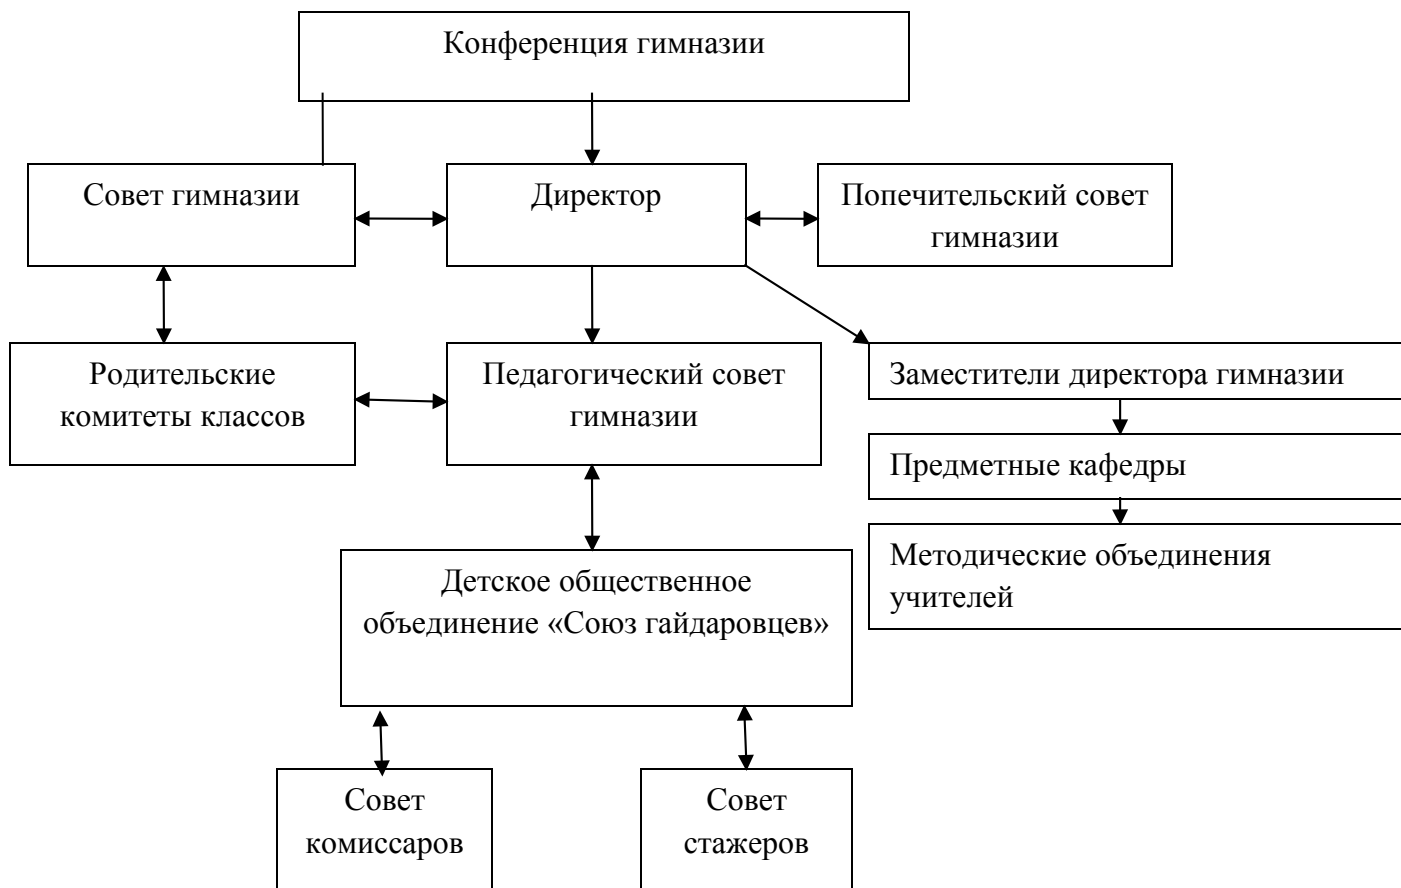 Конференция гимназии
Совет гимназии
Директор
Попечительский совет
гимназии
Родительские
комитеты классов
Педагогический совет
гимназии
Заместители директора гимназии
Предметные кафедры
Методические объединения
учителей
Детское общественное
объединение «Союз гайдаровцев»
Совет
комиссаров
Совет
стажеров